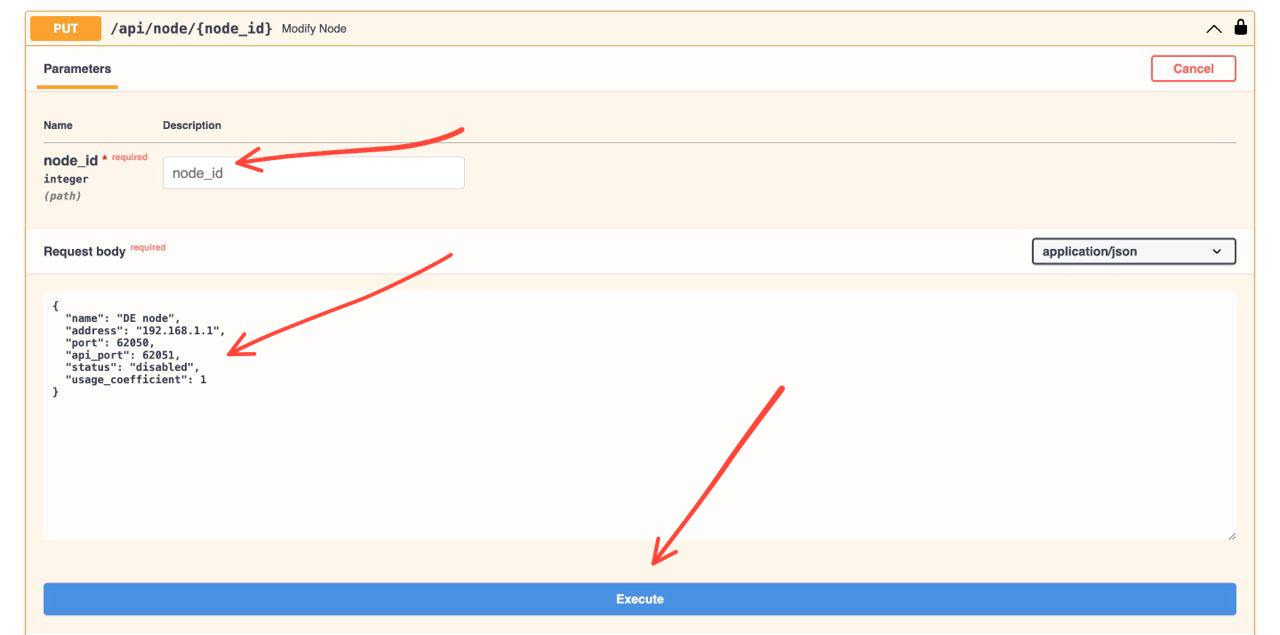 PUT /api/node/{node_id} Modify Node
Parameters Cancel
Name Description
node_id * required node_id
integer
(path)
Request body required application/json
{
  "name": "DE node",
  "address": "192.168.1.1",
  "port": 62050,
  "api_port": 62051,
  "status": "disabled",
  "usage_coefficient": 1
}
Execute